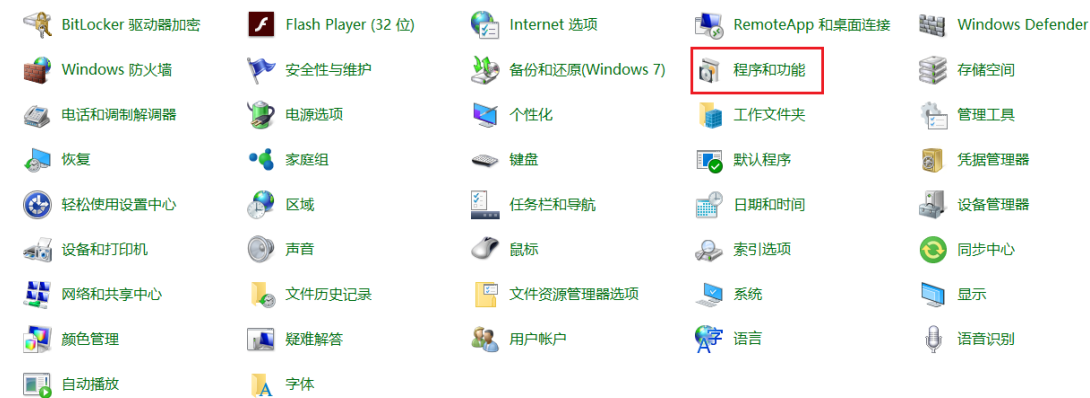 BitLocker 驱动器加密
Flash Player (32 位)
Internet 选项
RemoteApp 和桌面连接
Windows Defender
Windows 防火墙
安全性与维护
备份和还原(Windows 7)
程序和功能
存储空间
电话和调制解调器
电源选项
个性化
工作文件夹
管理工具
恢复
家庭组
键盘
默认程序
凭据管理器
轻松使用设置中心
区域
任务栏和导航
日期和时间
设备管理器
设备和打印机
声音
鼠标
索引选项
同步中心
网络和共享中心
文件历史记录
文件资源管理器选项
系统
显示
颜色管理
疑难解答
用户帐户
语言
语音识别
自动播放
字体